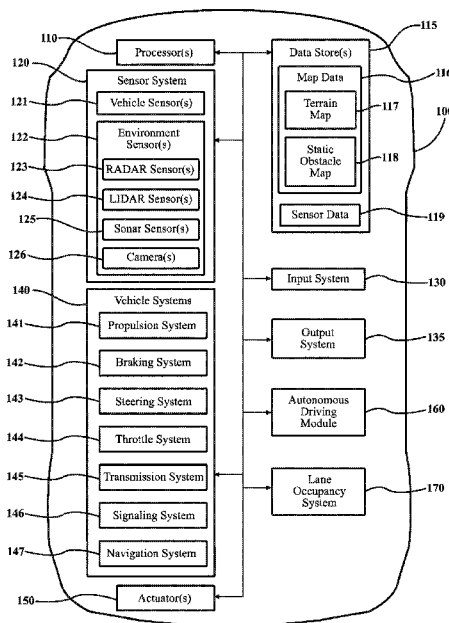 110
Processor(s)
120
Sensor System
121
Vehicle Sensor(s)
122
Environment
Sensor(s)
123
RADAR Sensor(s)
124
LIDAR Sensor(s)
125
Sonar Sensor(s)
126
Camera(s)
140
Vehicle Systems
141
Propulsion System
142
Braking System
143
Steering System
144
Throttle System
145
Transmission System
146
Signaling System
147
Navigation System
150
Actuator(s)
Data Store(s)
115
Map Data
116
Terrain
Map
117
Static
Obstacle
Map
118
Sensor Data
119
100
Input System
130
Output
System
135
Autonomous
Driving
Module
160
Lane
Occupancy
System
170